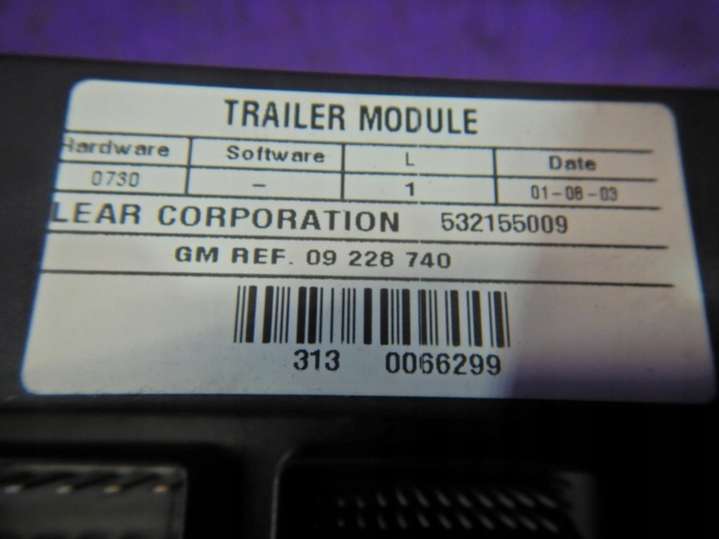 TRAILER MODULE
Hardware Software L Date
0730 – 1 01-08-03
LEAR CORPORATION 532155009
GM REF. 09 228 740
313 0066299